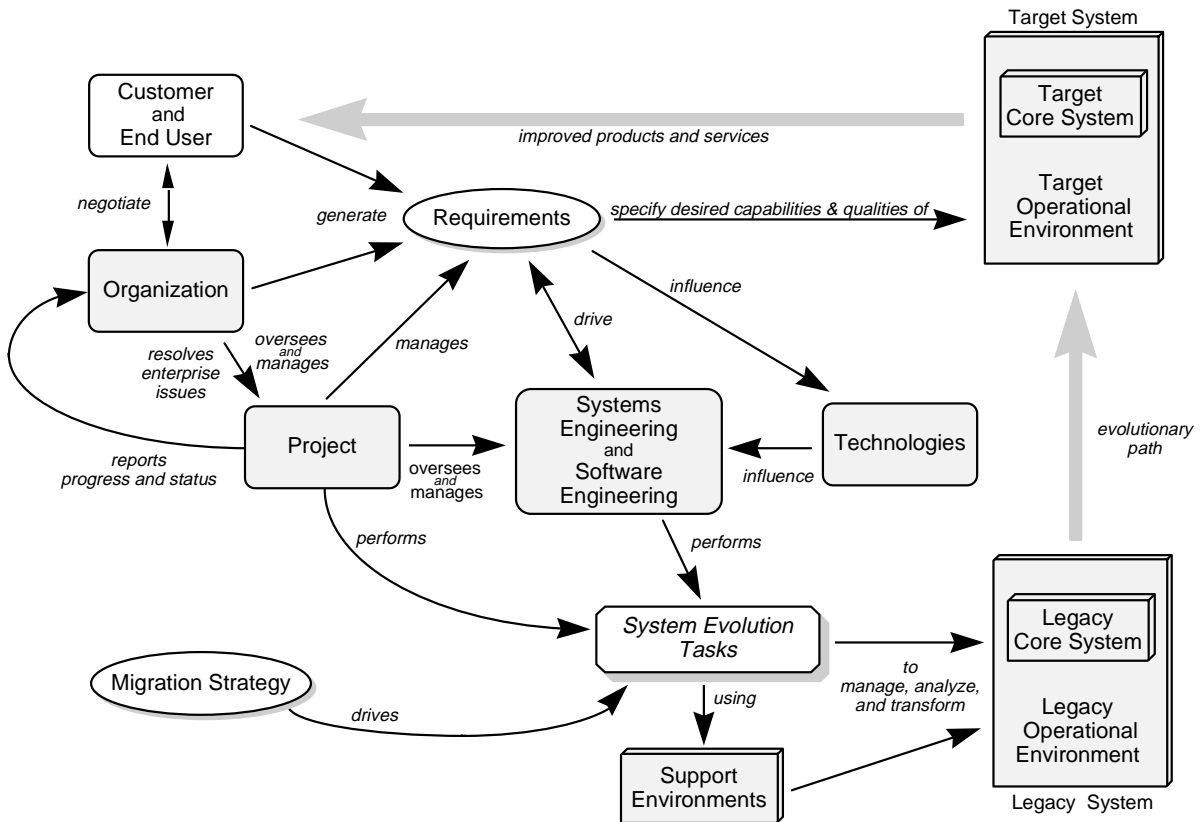 Target System
Customer
and
End User
Target
Core System
improved products and services
Target
Operational
Environment
negotiate
generate
Requirements
specify desired capabilities & qualities of
Organization
influence
drive
oversees
and
manages
resolves
enterprise
issues
manages
Project
Systems
Engineering
and
Software
Engineering
Technologies
evolutionary
path
reports
progress and status
oversees
and
manages
influence
performs
performs
System Evolution
Tasks
Legacy
Core System
Migration Strategy
to
manage, analyze,
and transform
drives
using
Legacy
Operational
Environment
Support
Environments
Legacy System